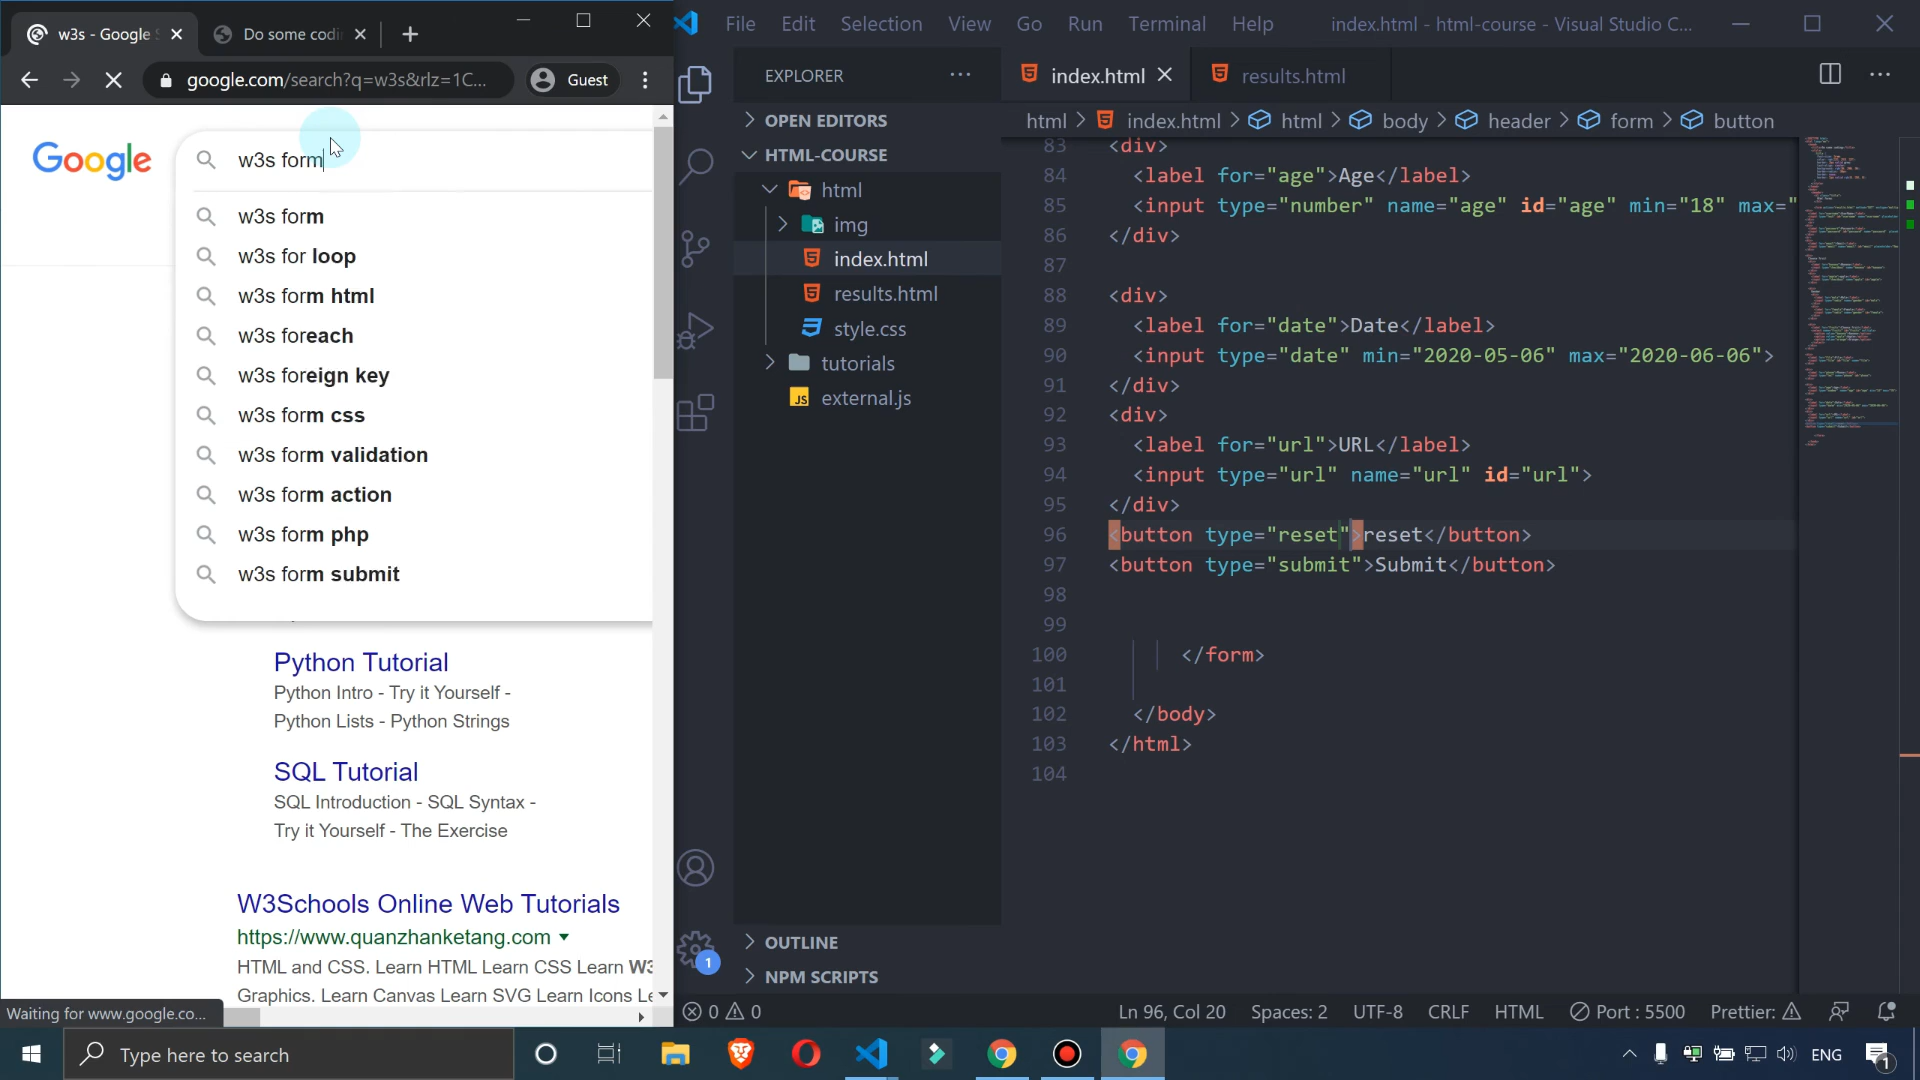 w3s - Google S
Do some codi
google.com/search?q=w3s&rlz=1C...
Guest
Google
w3s form
w3s form
w3s for loop
w3s form html
w3s foreach
w3s foreign key
w3s form css
w3s form validation
w3s form action
w3s form php
w3s form submit
Python Tutorial
Python Intro - Try it Yourself -
Python Lists - Python Strings
SQL Tutorial
SQL Introduction - SQL Syntax -
Try it Yourself - The Exercise
W3Schools Online Web Tutorials
https://www.quanzhanketang.com
HTML and CSS. Learn HTML Learn CSS Learn W3
Graphics. Learn Canvas Learn SVG Learn Icons Le
Waiting for www.google.co...
File Edit Selection View Go Run Terminal Help index.html - html-course - Visual Studio C...
EXPLORER
OPEN EDITORS
HTML-COURSE
html
img
index.html
results.html
style.css
tutorials
JS external.js
OUTLINE
NPM SCRIPTS
1
index.html
results.html
html > index.html > html > body > header > form > button
83 <div>
84 <label for="age">Age</label>
85 <input type="number" name="age" id="age" min="18" max="
86 </div>
87
88 <div>
89 <label for="date">Date</label>
90 <input type="date" min="2020-05-06" max="2020-06-06">
91 </div>
92 <div>
93 <label for="url">URL</label>
94 <input type="url" name="url" id="url">
95 </div>
96 <button type="reset">reset</button>
97 <button type="submit">Submit</button>
98
99
100 </form>
101
102 </body>
103 </html>
104
0 0
Ln 96, Col 20 Spaces: 2 UTF-8 CRLF HTML Port : 5500 Prettier:
Type here to search
ENG
1